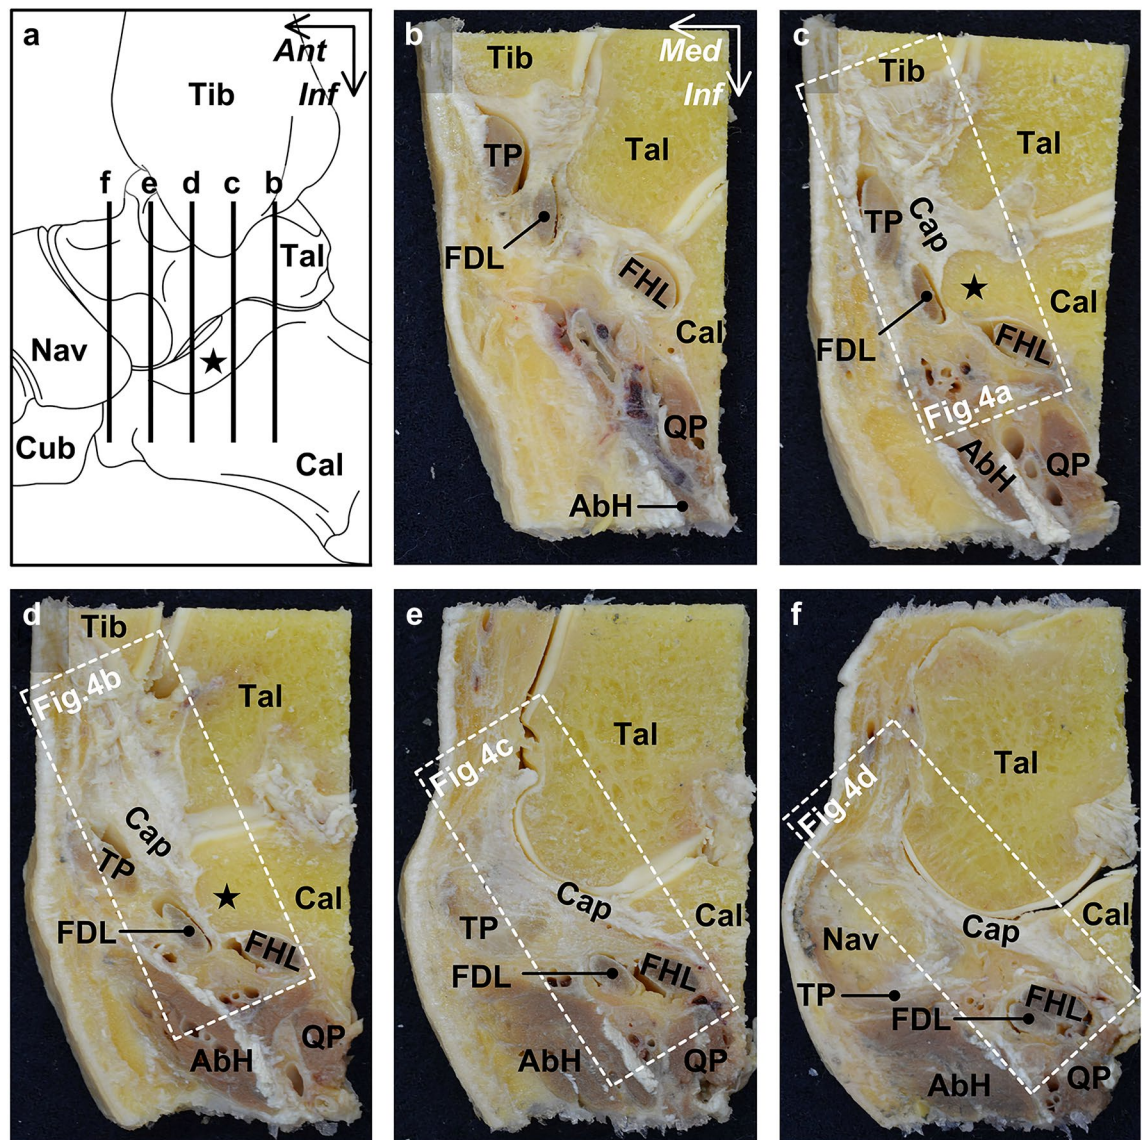 a
Ant
Inf
Tib
f e d c b
Tal
Nav
Cub
Cal
b
Med
Inf
Tib
TP
Tal
FDL
FHL
Cal
QP
AbH
c
Tib
Tal
TP
Cap
FDL
Cal
FHL
Fig.4a
AbH
QP
d
Tib
Fig.4b
Tal
Cap
TP
Cal
FDL
FHL
QP
AbH
e
Tal
Fig.4c
Cap
TP
Cal
FDL
FHL
AbH
QP
f
Tal
Fig.4d
Nav
Cap
Cal
TP
FDL
FHL
AbH
QP